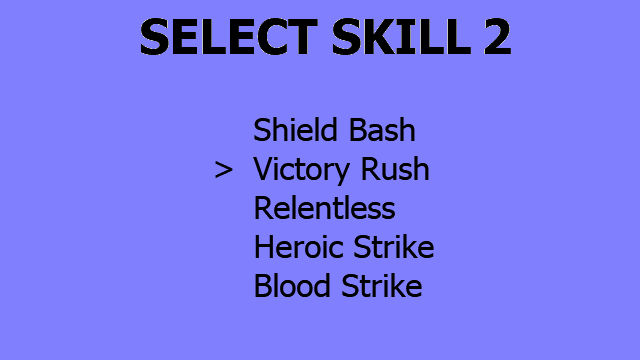 SELECT SKILL 2
Shield Bash
> Victory Rush
Relentless
Heroic Strike
Blood Strike